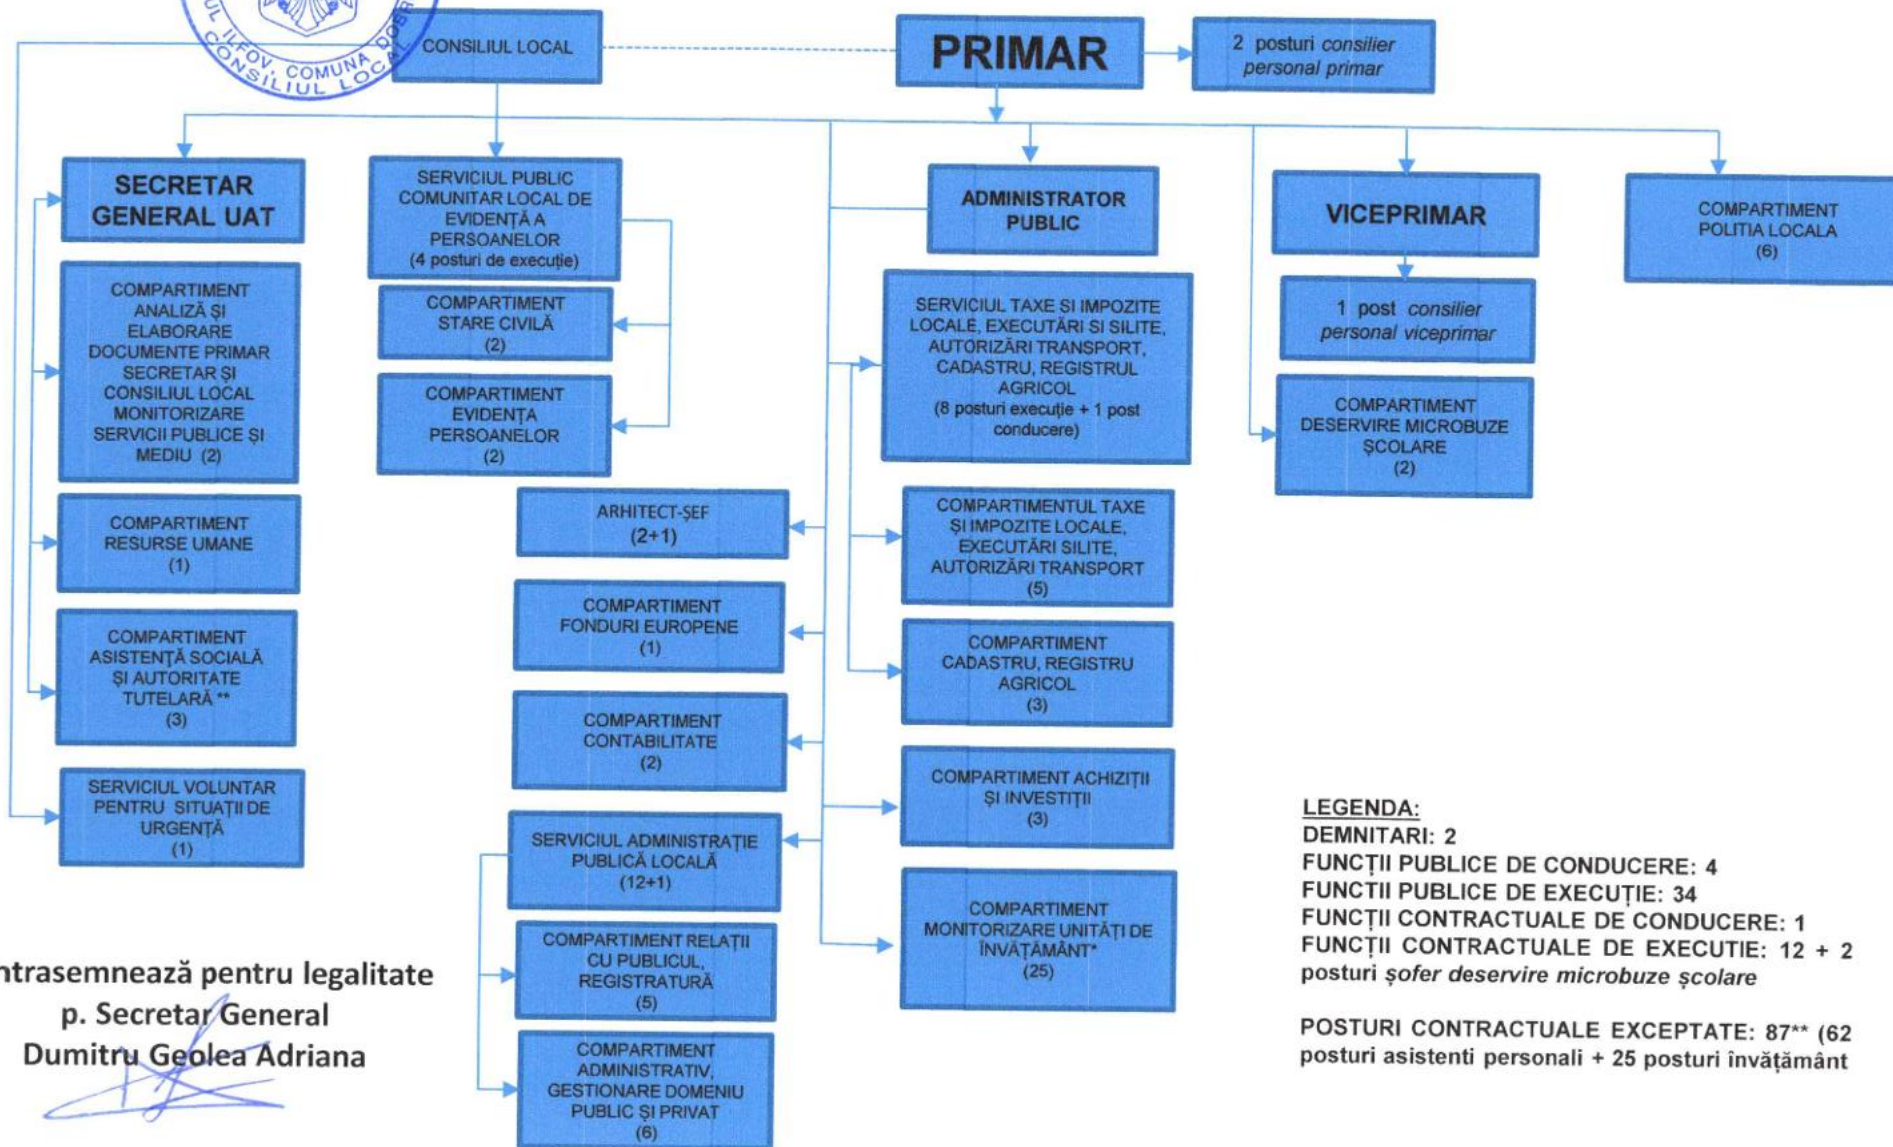 UL ILFOV, COMUNA DOBR
CONSILIUL LOCAL
CONSILIUL LOCAL
PRIMAR
2 posturi consilier
personal primar
SECRETAR
GENERAL UAT
SERVICIUL PUBLIC
COMUNITAR LOCAL DE
EVIDENȚĂ A
PERSOANELOR
(4 posturi de execuție)
ADMINISTRATOR
PUBLIC
VICEPRIMAR
COMPARTIMENT
POLITIA LOCALA
(6)
COMPARTIMENT
ANALIZĂ ȘI
ELABORARE
DOCUMENTE PRIMAR
SECRETAR ȘI
CONSILIUL LOCAL
MONITORIZARE
SERVICII PUBLICE ȘI
MEDIU (2)
COMPARTIMENT
STARE CIVILĂ
(2)
COMPARTIMENT
EVIDENȚA
PERSOANELOR
(2)
SERVICIUL TAXE SI IMPOZITE
LOCALE, EXECUTĂRI SI SILITE,
AUTORIZĂRI TRANSPORT,
CADASTRU, REGISTRUL
AGRICOL
(8 posturi execuție + 1 post
conducere)
1 post consilier
personal viceprimar
COMPARTIMENT
DESERVIRE MICROBUZE
ȘCOLARE
(2)
COMPARTIMENT
RESURSE UMANE
(1)
ARHITECT-ȘEF
(2+1)
COMPARTIMENTUL TAXE
ȘI IMPOZITE LOCALE,
EXECUTĂRI SILITE,
AUTORIZĂRI TRANSPORT
(5)
COMPARTIMENT
ASISTENȚĂ SOCIALĂ
ȘI AUTORITATE
TUTELARĂ **
(3)
COMPARTIMENT
FONDURI EUROPENE
(1)
COMPARTIMENT
CADASTRU, REGISTRU
AGRICOL
(3)
COMPARTIMENT
CONTABILITATE
(2)
COMPARTIMENT ACHIZIȚII
ȘI INVESTIȚII
(3)
SERVICIUL VOLUNTAR
PENTRU SITUAȚII DE
URGENȚĂ
(1)
SERVICIUL ADMINISTRAȚIE
PUBLICĂ LOCALĂ
(12+1)
COMPARTIMENT
MONITORIZARE UNITĂȚI DE
ÎNVĂȚĂMÂNT*
(25)
COMPARTIMENT RELAȚII
CU PUBLICUL,
REGISTRATURĂ
(5)
COMPARTIMENT
ADMINISTRATIV,
GESTIONARE DOMENIU
PUBLIC ȘI PRIVAT
(6)
ntrasemnează pentru legalitate
p. Secretar General
Dumitru Geolea Adriana
LEGENDA:
DEMNITARI: 2
FUNCȚII PUBLICE DE CONDUCERE: 4
FUNCTII PUBLICE DE EXECUȚIE: 34
FUNCȚII CONTRACTUALE DE CONDUCERE: 1
FUNCȚII CONTRACTUALE DE EXECUTIE: 12 + 2
posturi șofer deservire microbuze școlare
POSTURI CONTRACTUALE EXCEPTATE: 87** (62
posturi asistenti personali + 25 posturi învățământ